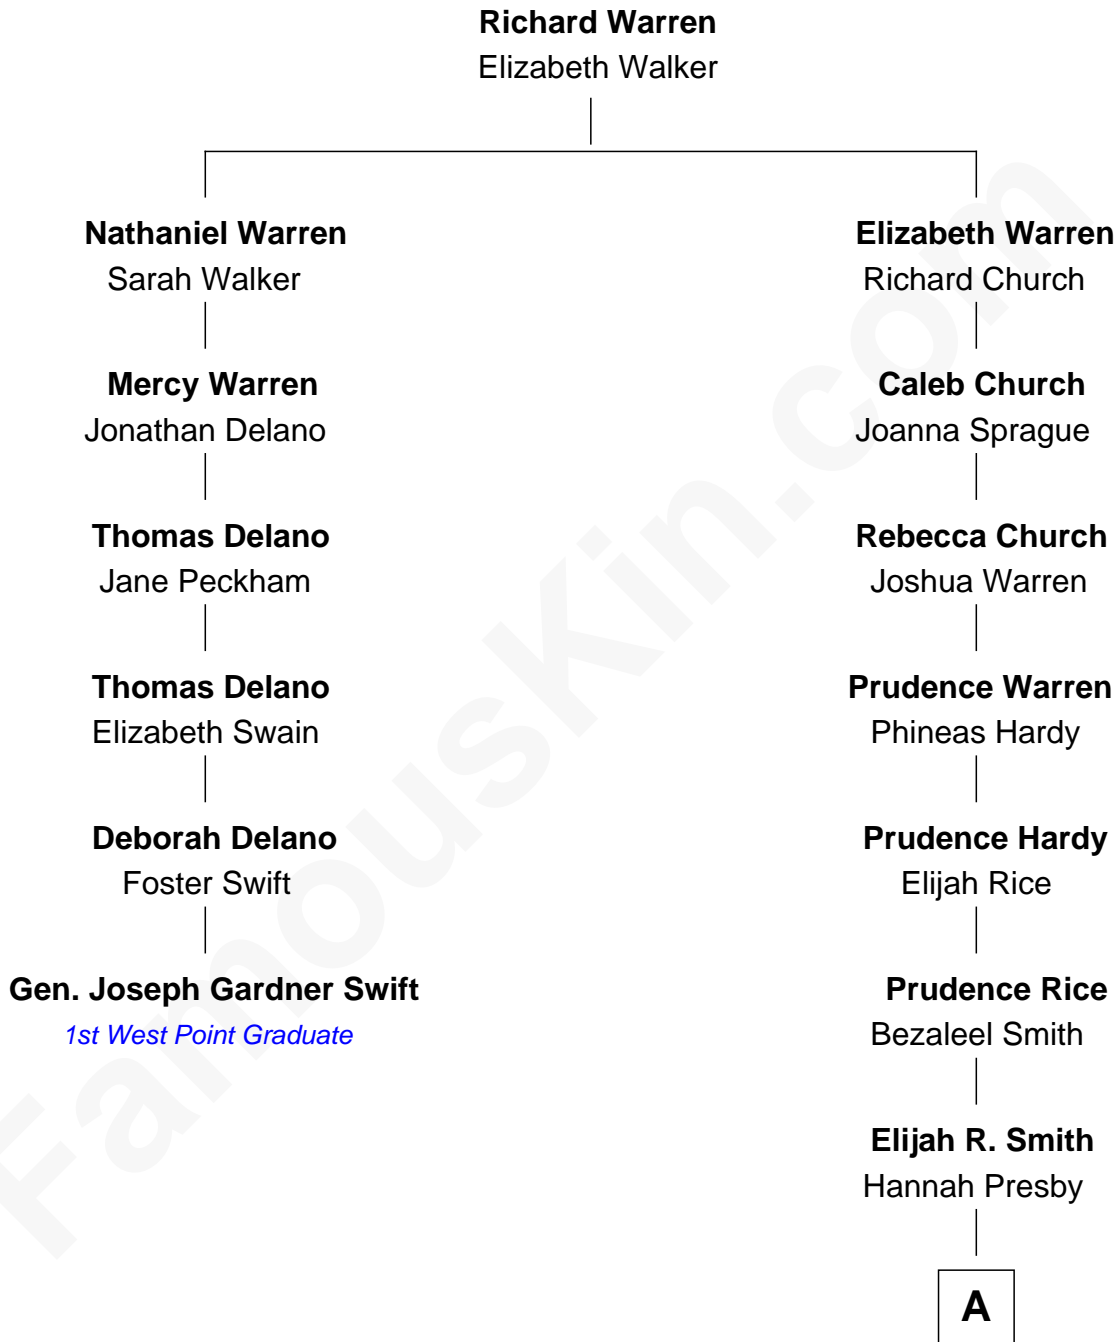 Richard Warren
Elizabeth Walker
Nathaniel Warren
Sarah Walker
Elizabeth Warren
Richard Church
Mercy Warren
Jonathan Delano
Caleb Church
Joanna Sprague
Thomas Delano
Jane Peckham
Rebecca Church
Joshua Warren
Thomas Delano
Elizabeth Swain
Prudence Warren
Phineas Hardy
Deborah Delano
Foster Swift
Prudence Hardy
Elijah Rice
Gen. Joseph Gardner Swift
1st West Point Graduate
Prudence Rice
Bezaleel Smith
Elijah R. Smith
Hannah Presby
A
FamousKin.com